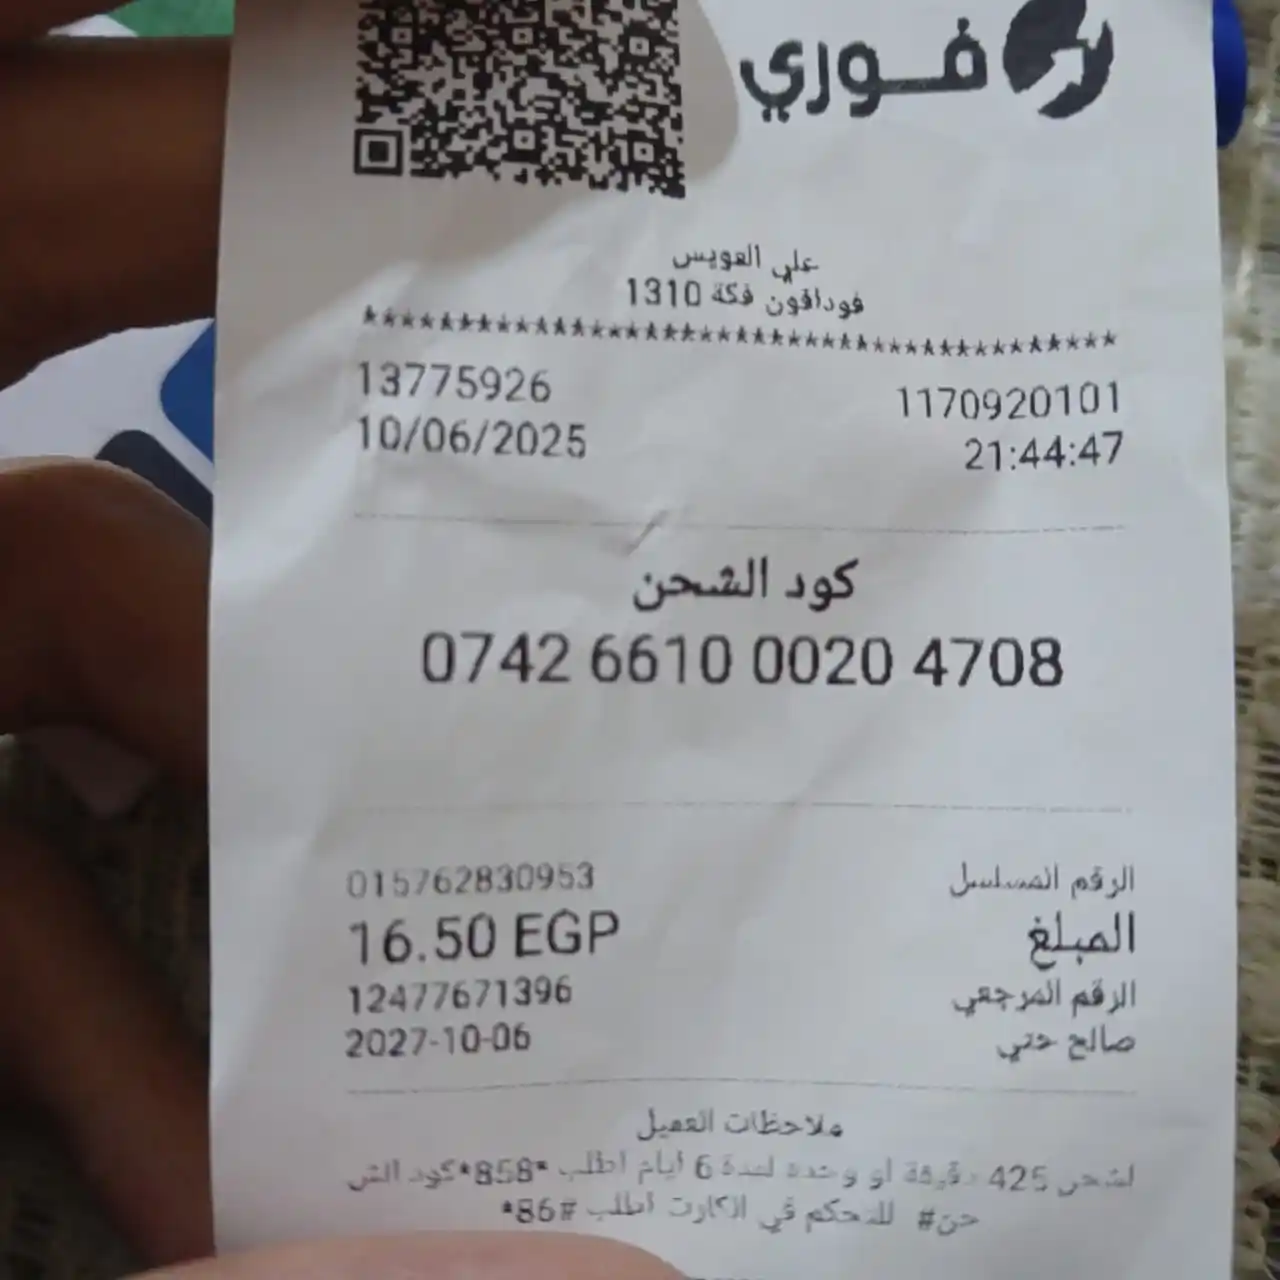 فوري
علي العويس
فودافون فكة 1310
*********************************************
13775926 1170920101
10/06/2025 21:44:47
كود الشحن
0742 6610 0020 4708
الرقم المسلسل 015762830953
المبلغ 16.50 EGP
الرقم المرجعي 12477671396
صالح حتي 2027-10-06
ملاحظات العميل
لشحن 425 دقيقة او وحده لمدة 6 ايام اطلب *858*كود الش
حن# للتحكم في الكارت اطلب #86*